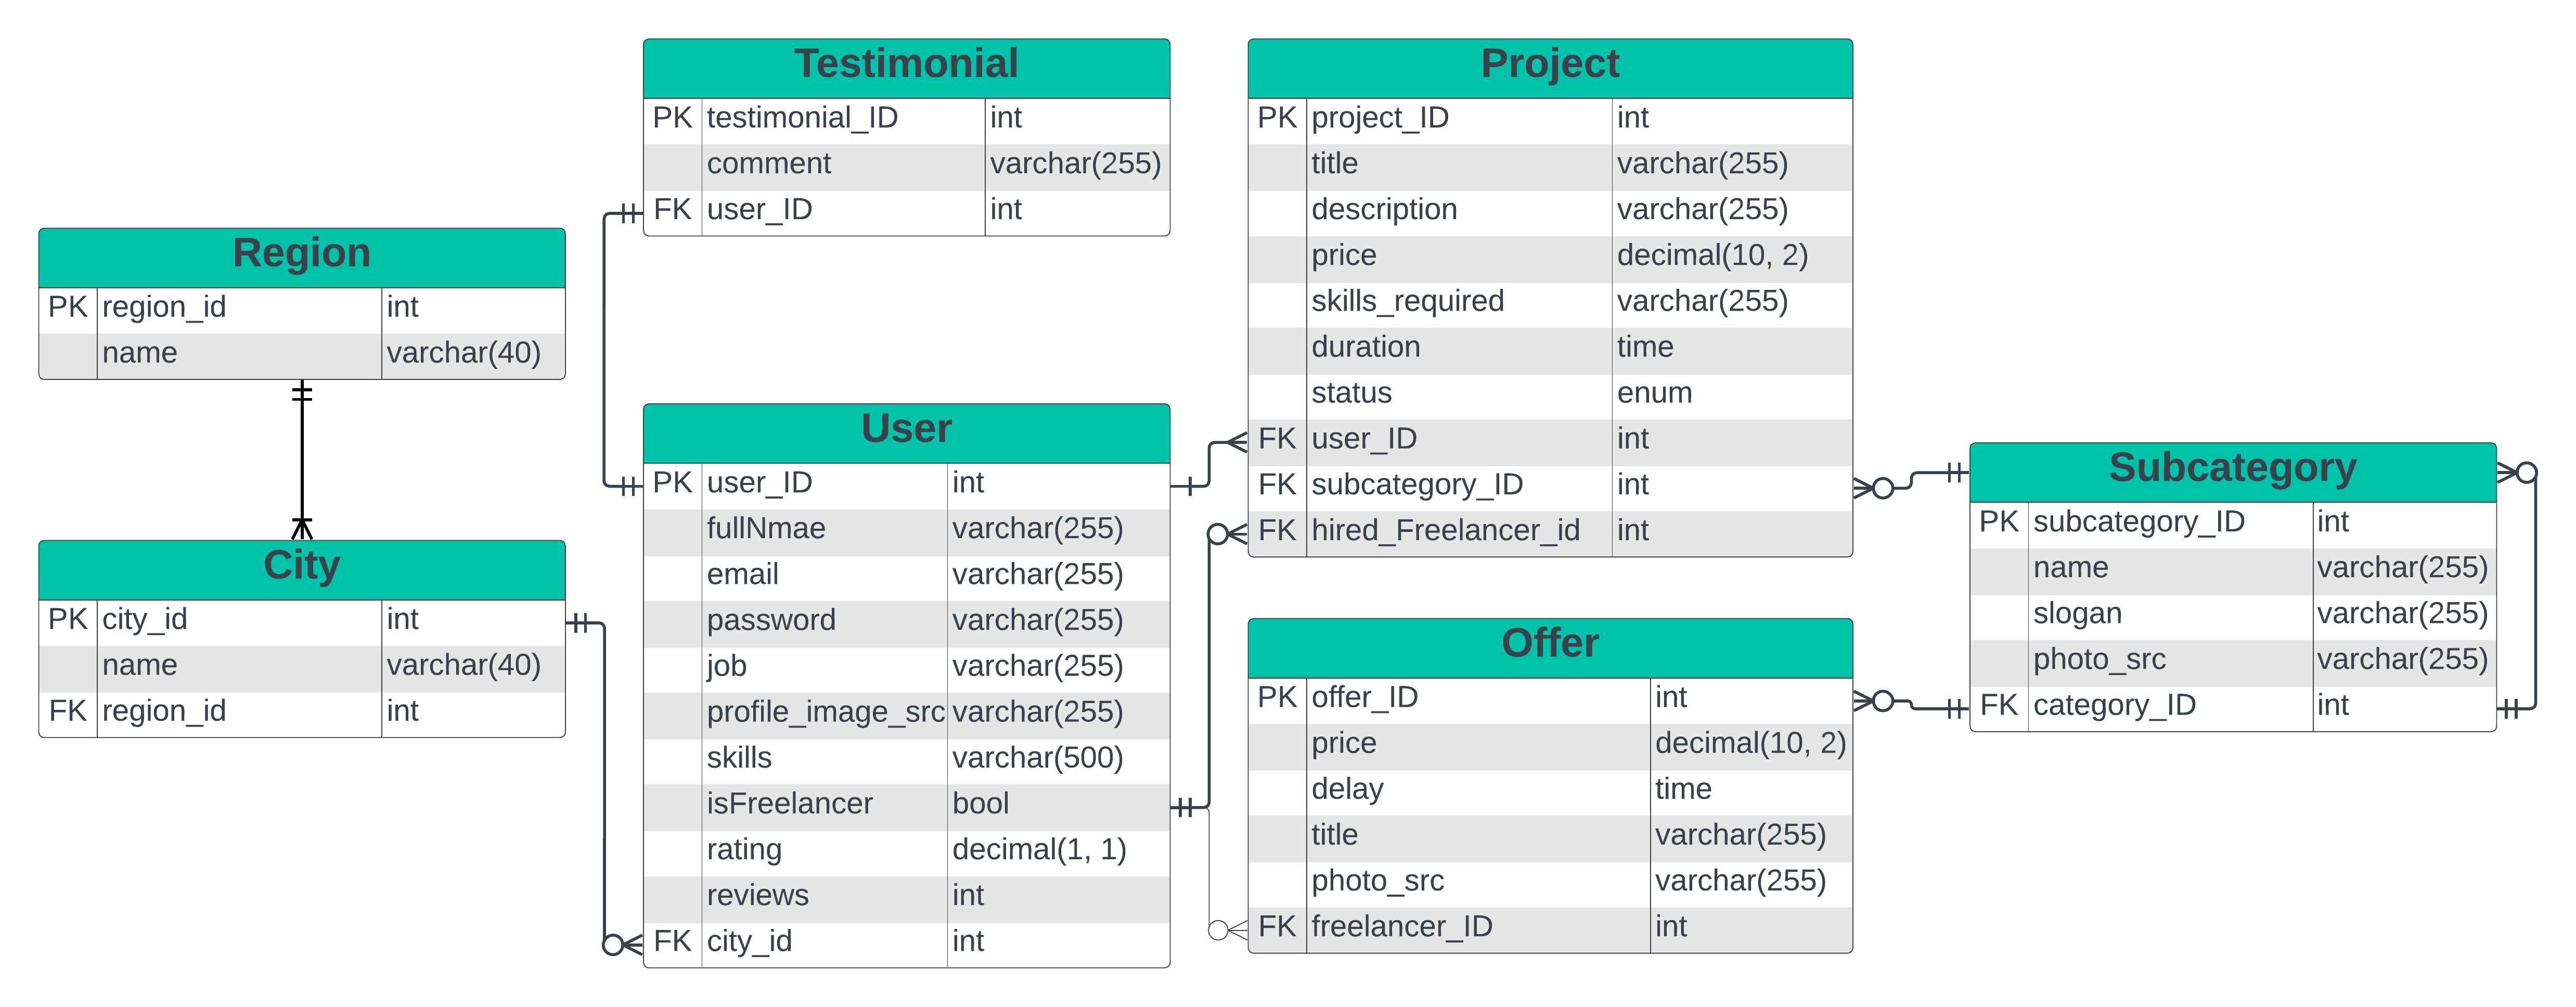 Region
PK region_id int
name varchar(40)
City
PK city_id int
name varchar(40)
FK region_id int
Testimonial
PK testimonial_ID int
comment varchar(255)
FK user_ID int
User
PK user_ID int
fullNmae varchar(255)
email varchar(255)
password varchar(255)
job varchar(255)
profile_image_src varchar(255)
skills varchar(500)
isFreelancer bool
rating decimal(1, 1)
reviews int
FK city_id int
Project
PK project_ID int
title varchar(255)
description varchar(255)
price decimal(10, 2)
skills_required varchar(255)
duration time
status enum
FK user_ID int
FK subcategory_ID int
FK hired_Freelancer_id int
Offer
PK offer_ID int
price decimal(10, 2)
delay time
title varchar(255)
photo_src varchar(255)
FK freelancer_ID int
Subcategory
PK subcategory_ID int
name varchar(255)
slogan varchar(255)
photo_src varchar(255)
FK category_ID int